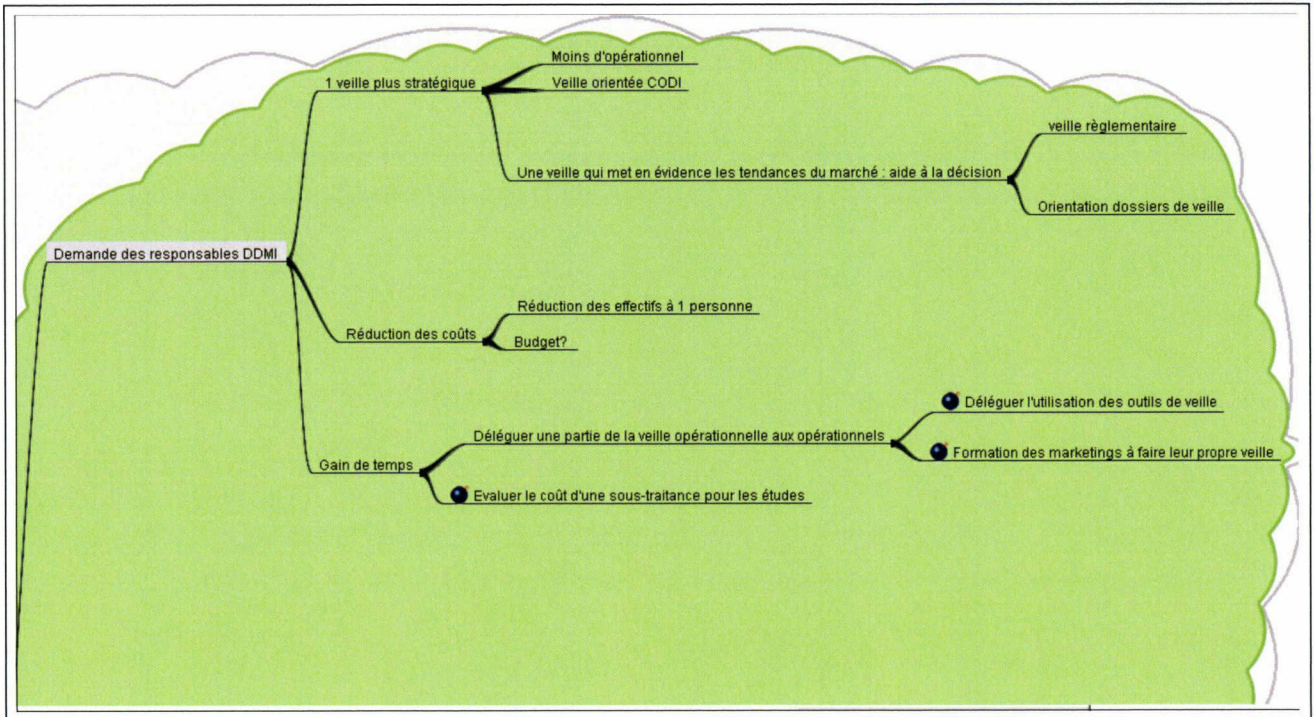 Moins d'opérationnel
1 veille plus stratégique
Veille orientée CODI
veille règlementaire
Une veille qui met en évidence les tendances du marché : aide à la décision
Orientation dossiers de veille
Demande des responsables DDMI
Réduction des effectifs à 1 personne
Réduction des coûts
Budget?
Déléguer l'utilisation des outils de veille
Déléguer une partie de la veille opérationnelle aux opérationnels
Formation des marketings à faire leur propre veille
Gain de temps
Evaluer le coût d'une sous-traitance pour les études